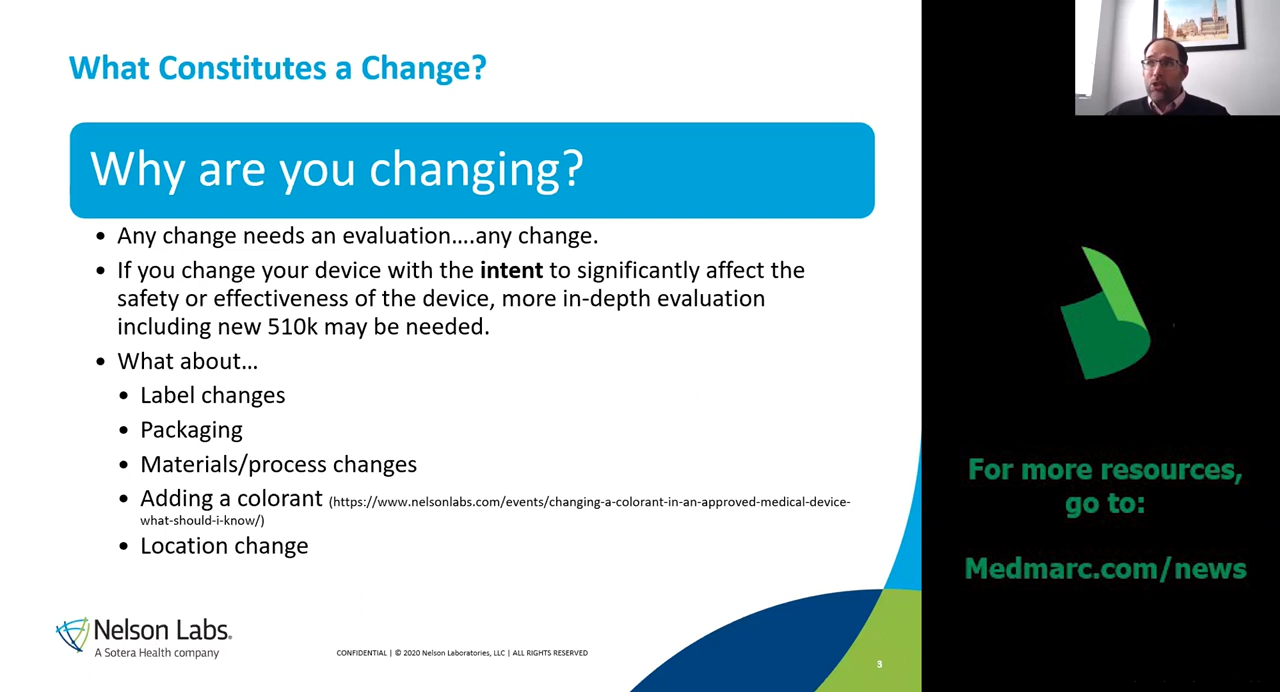 What Constitutes a Change?
Why are you changing?
• Any change needs an evaluation....any change.
• If you change your device with the intent to significantly affect the
safety or effectiveness of the device, more in-depth evaluation
including new 510k may be needed.
• What about...
• Label changes
• Packaging
• Materials/process changes
• Adding a colorant (https://www.nelsonlabs.com/events/changing-a-colorant-in-an-approved-medical-device-
what-should-i-know/)
• Location change
Nelson Labs.
A Sotera Health company
CONFIDENTIAL | © 2020 Nelson Laboratories, LLC | ALL RIGHTS RESERVED
3
For more resources,
go to:
Medmarc.com/news